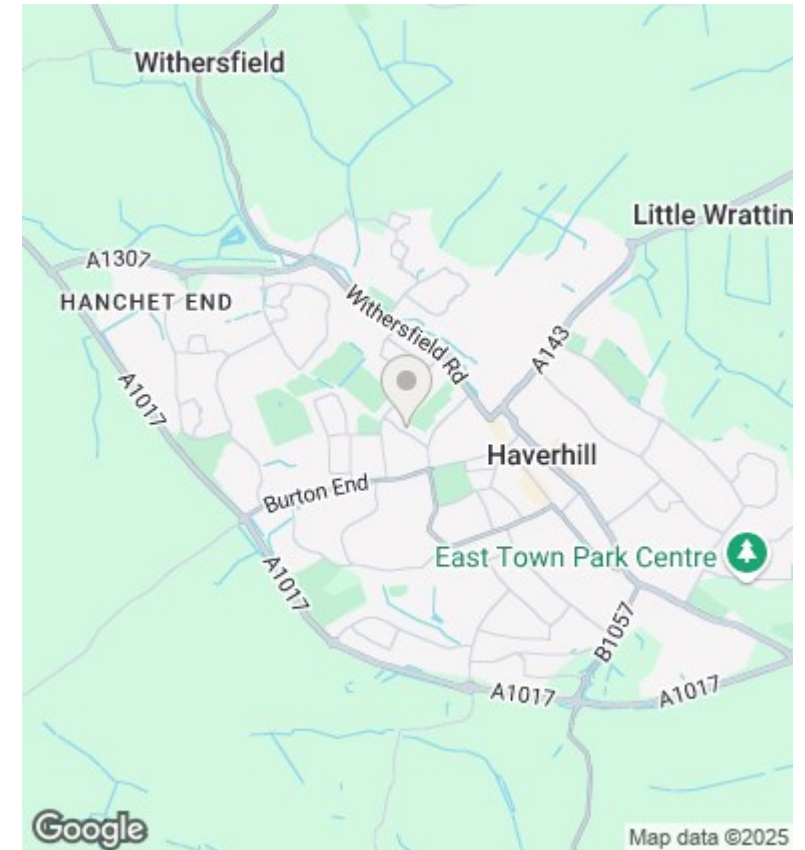 Withersfield
Little Wrattin
A1307
HANCHET END
Withersfield Rd
A143
A1017
Haverhill
Burton End
East Town Park Centre
A1017
B1057
A1017
A1017
Google
Map data ©2025